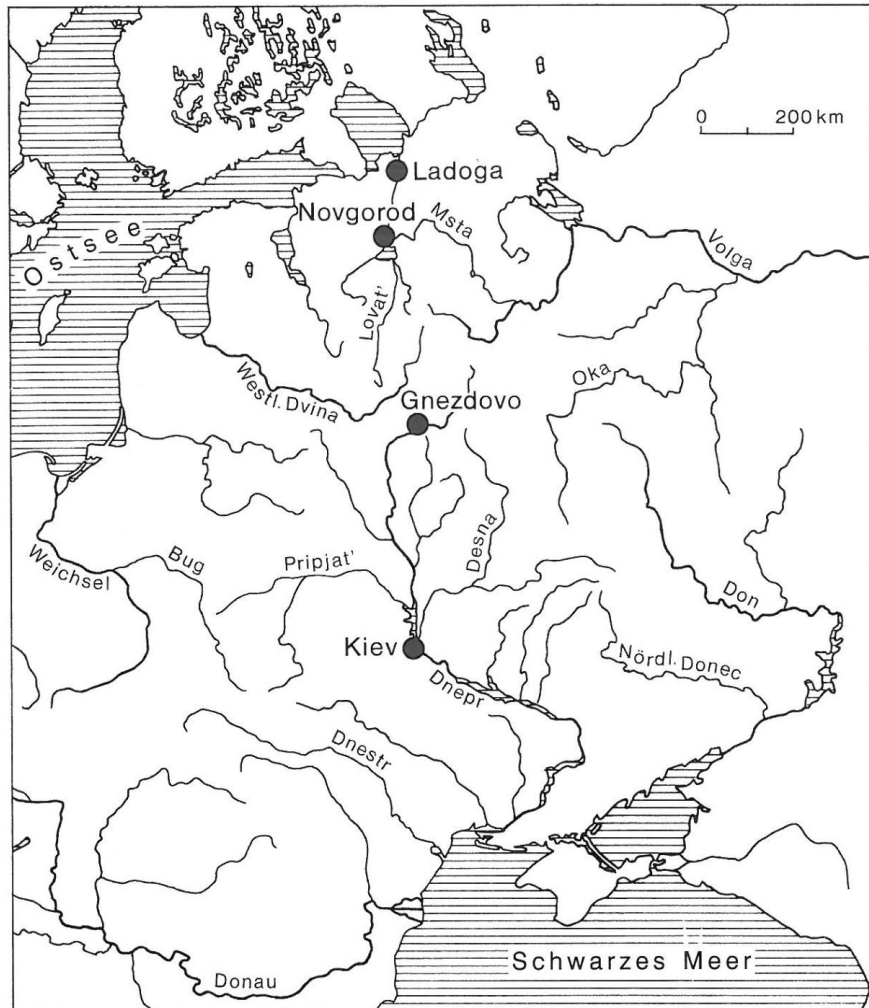 0 200 km
Ladoga
Novgorod
Msta
Ostsee
Volga
Lovat'
Oka
Westl. Dvina
Gnezdovo
Desna
Weichsel
Bug
Pripjat'
Don
Kiev
Nördl. Donec
Dnepr
Dnestr
Schwarzes Meer
Donau